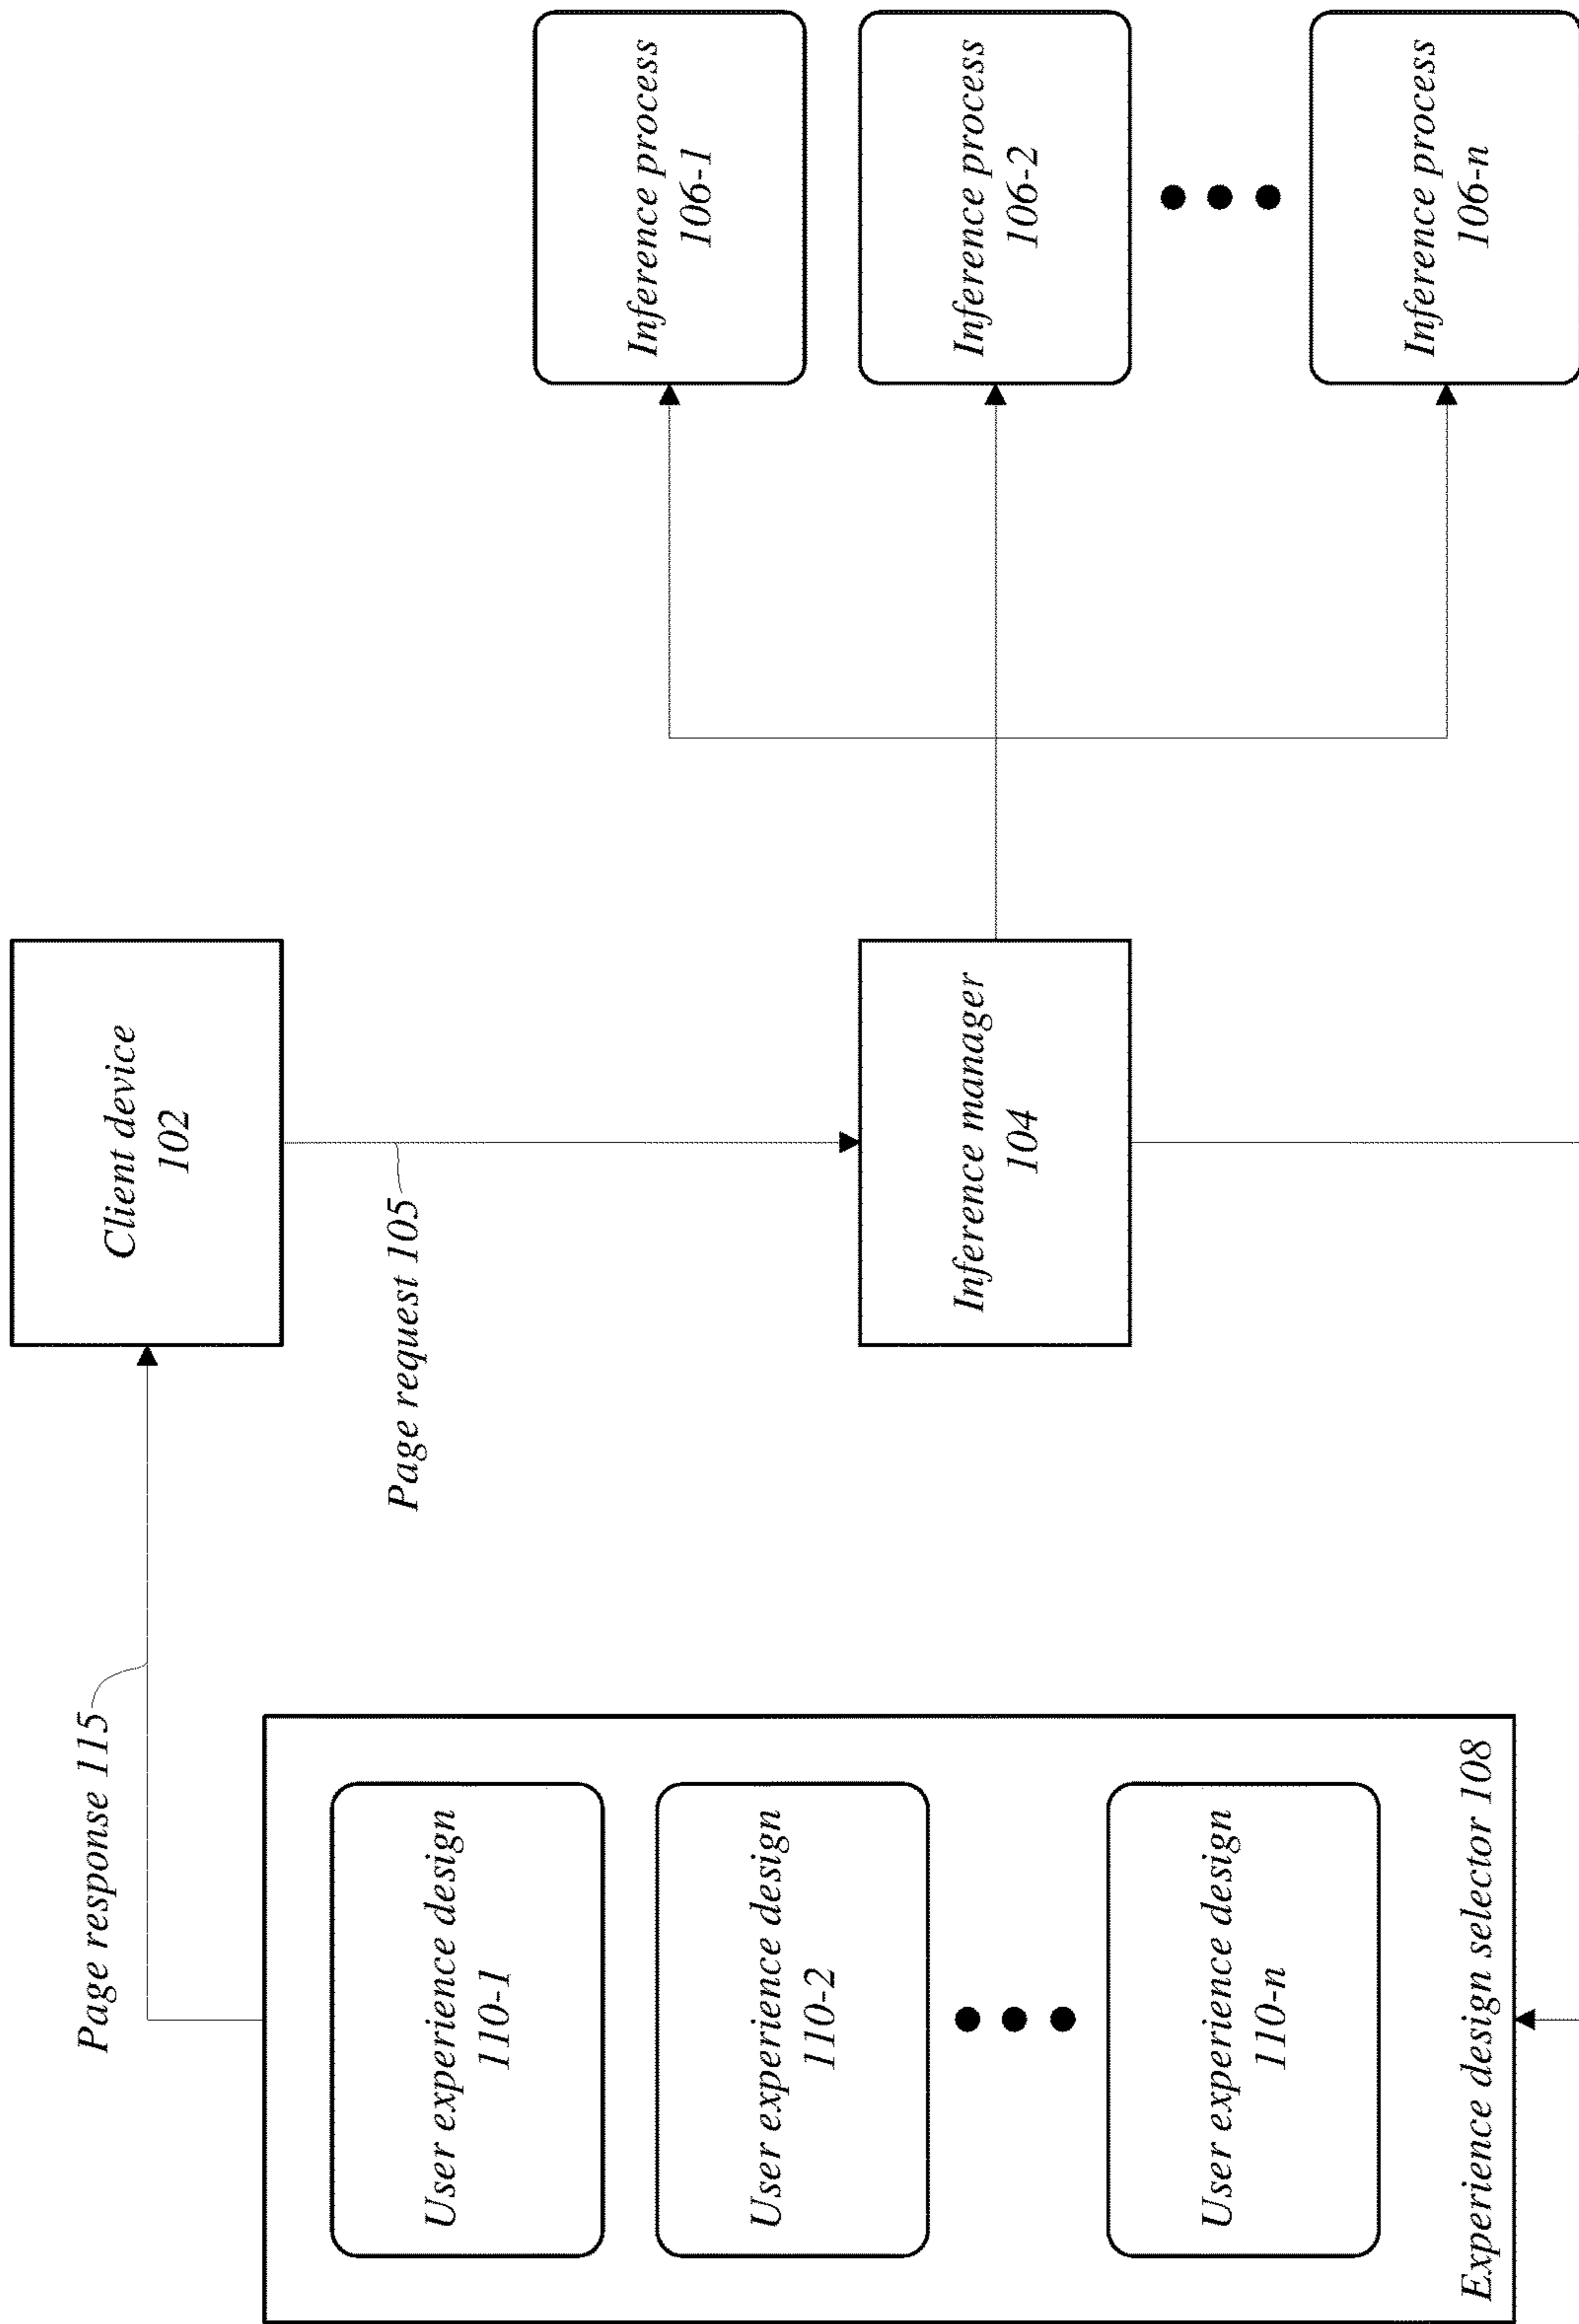 Page response 115
Client device
102
Page request 105
User experience design
110-1
User experience design
110-2
User experience design
110-n
Experience design selector 108
Inference manager
104
Inference process
106-1
Inference process
106-2
Inference process
106-n